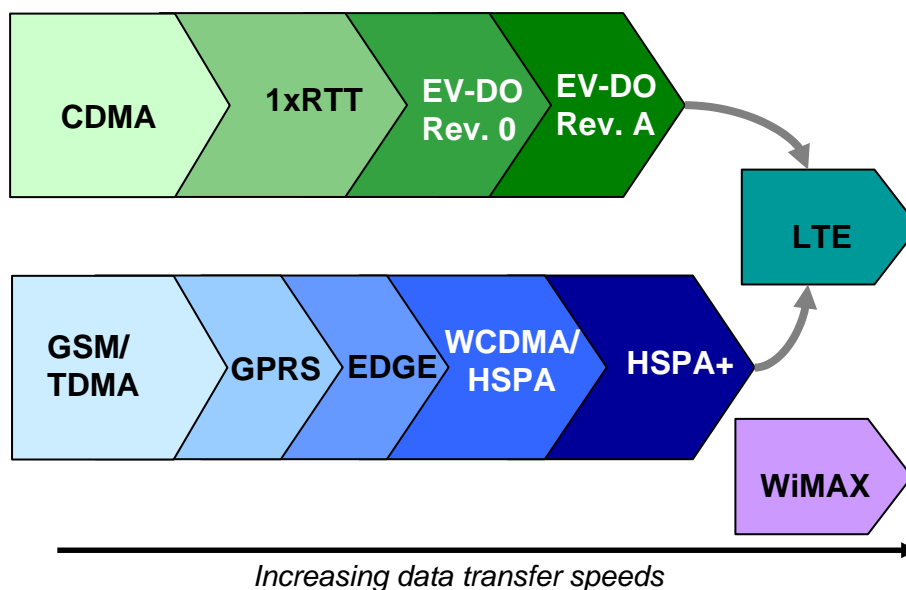 CDMA
1xRTT
EV-DO
Rev. 0
EV-DO
Rev. A
LTE
GSM/
TDMA
GPRS
EDGE
WCDMA/
HSPA
HSPA+
WiMAX
Increasing data transfer speeds